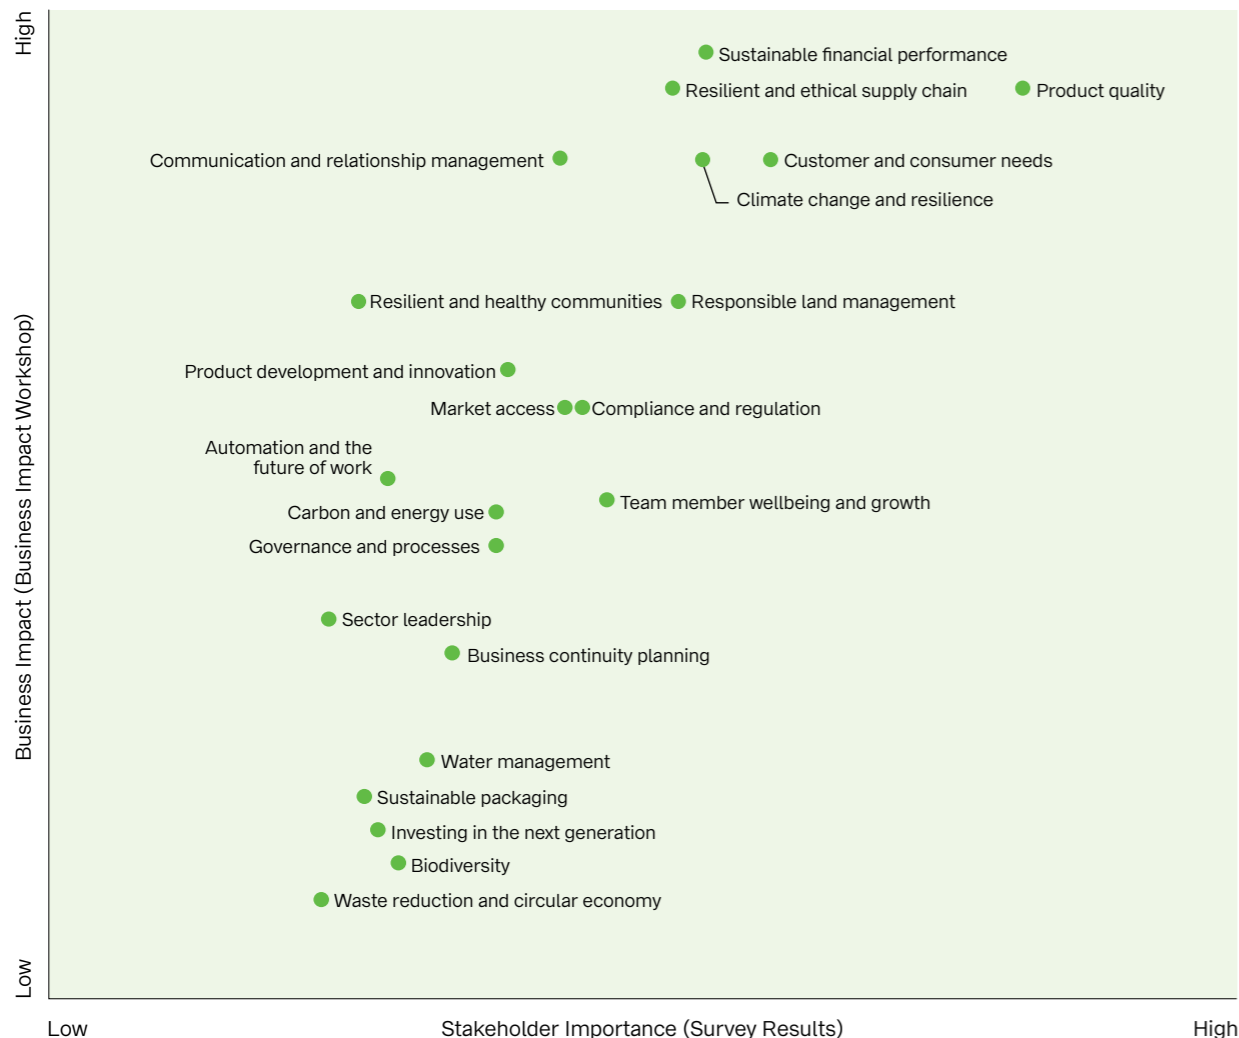 High
Sustainable financial performance
Resilient and ethical supply chain
Product quality
Communication and relationship management
Customer and consumer needs
Climate change and resilience
Resilient and healthy communities
Responsible land management
Product development and innovation
Market access
Compliance and regulation
Automation and the
future of work
Team member wellbeing and growth
Carbon and energy use
Governance and processes
Sector leadership
Business continuity planning
Water management
Sustainable packaging
Investing in the next generation
Biodiversity
Waste reduction and circular economy
Business Impact (Business Impact Workshop)
Low
Low
Stakeholder Importance (Survey Results)
High